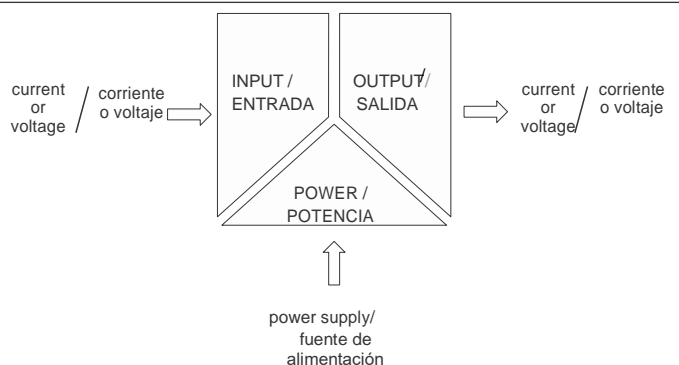 INPUT /
ENTRADA
OUTPUT/
SALIDA
current
or
voltage
/
corriente
o voltaje
current
or
voltage
/
corriente
o voltaje
POWER /
POTENCIA
power supply/
fuente de
alimentación